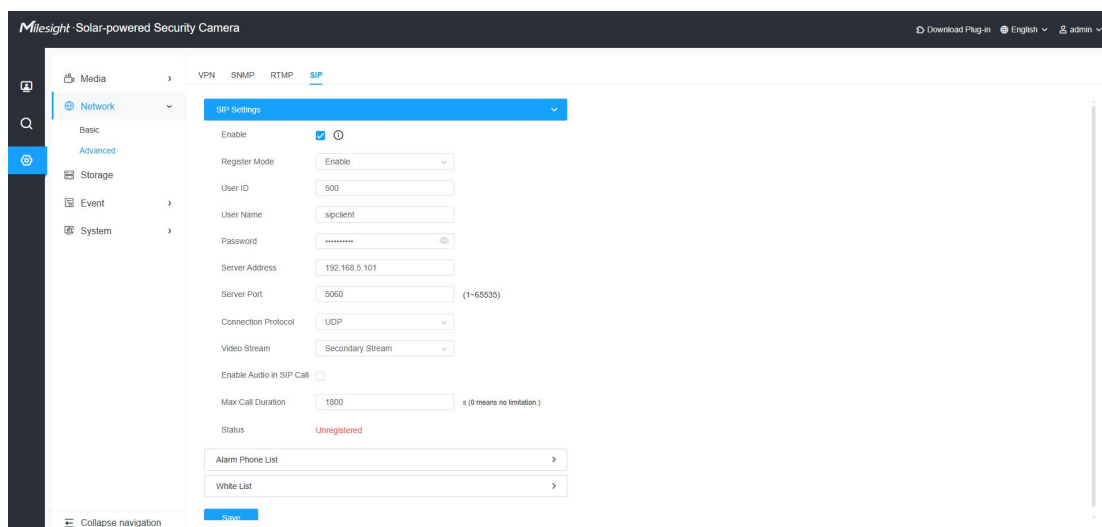 Milesight · Solar-powered Security Camera
Download Plug-in English admin
Media
Network
Basic
Advanced
Storage
Event
System
Collapse navigation
VPN SNMP RTMP SIP
SIP Settings
Enable
Register Mode Enable
User ID 500
User Name sipclient
Password ••••••••••
Server Address 192.168.5.101
Server Port 5060 (1~65535)
Connection Protocol UDP
Video Stream Secondary Stream
Enable Audio in SIP Call
Max Call Duration 1800 s (0 means no limitation.)
Status Unregistered
Alarm Phone List
White List
Save